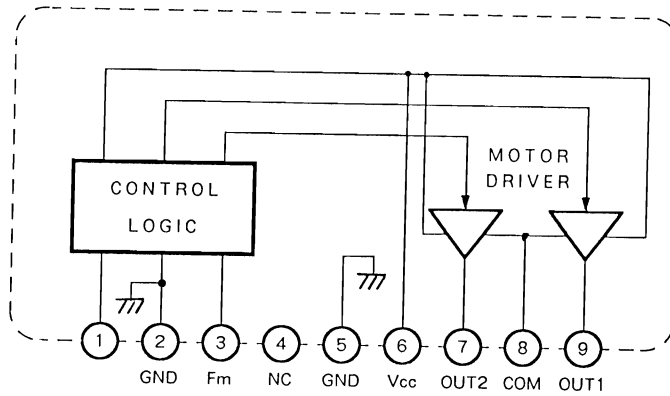 MOTOR
DRIVER
CONTROL
LOGIC
1 2 3 4 5 6 7 8 9
GND Fm NC GND Vcc OUT2 COM OUT1